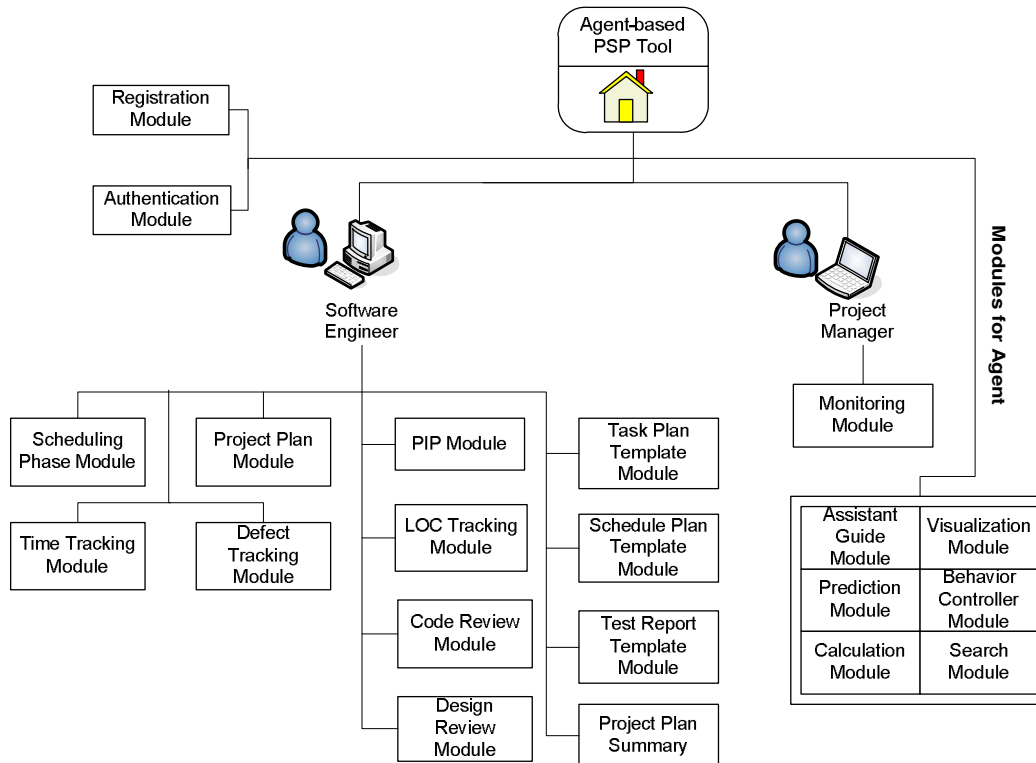 Agent-based
PSP Tool
Registration
Module
Authentication
Module
Software
Engineer
Project
Manager
Modules for Agent
Monitoring
Module
Scheduling
Phase Module
Project Plan
Module
Time Tracking
Module
Defect
Tracking
Module
PIP Module
LOC Tracking
Module
Code Review
Module
Design
Review
Module
Task Plan
Template
Module
Schedule Plan
Template
Module
Test Report
Template
Module
Project Plan
Summary
Assistant
Guide
Module
Visualization
Module
Prediction
Module
Behavior
Controller
Module
Calculation
Module
Search
Module